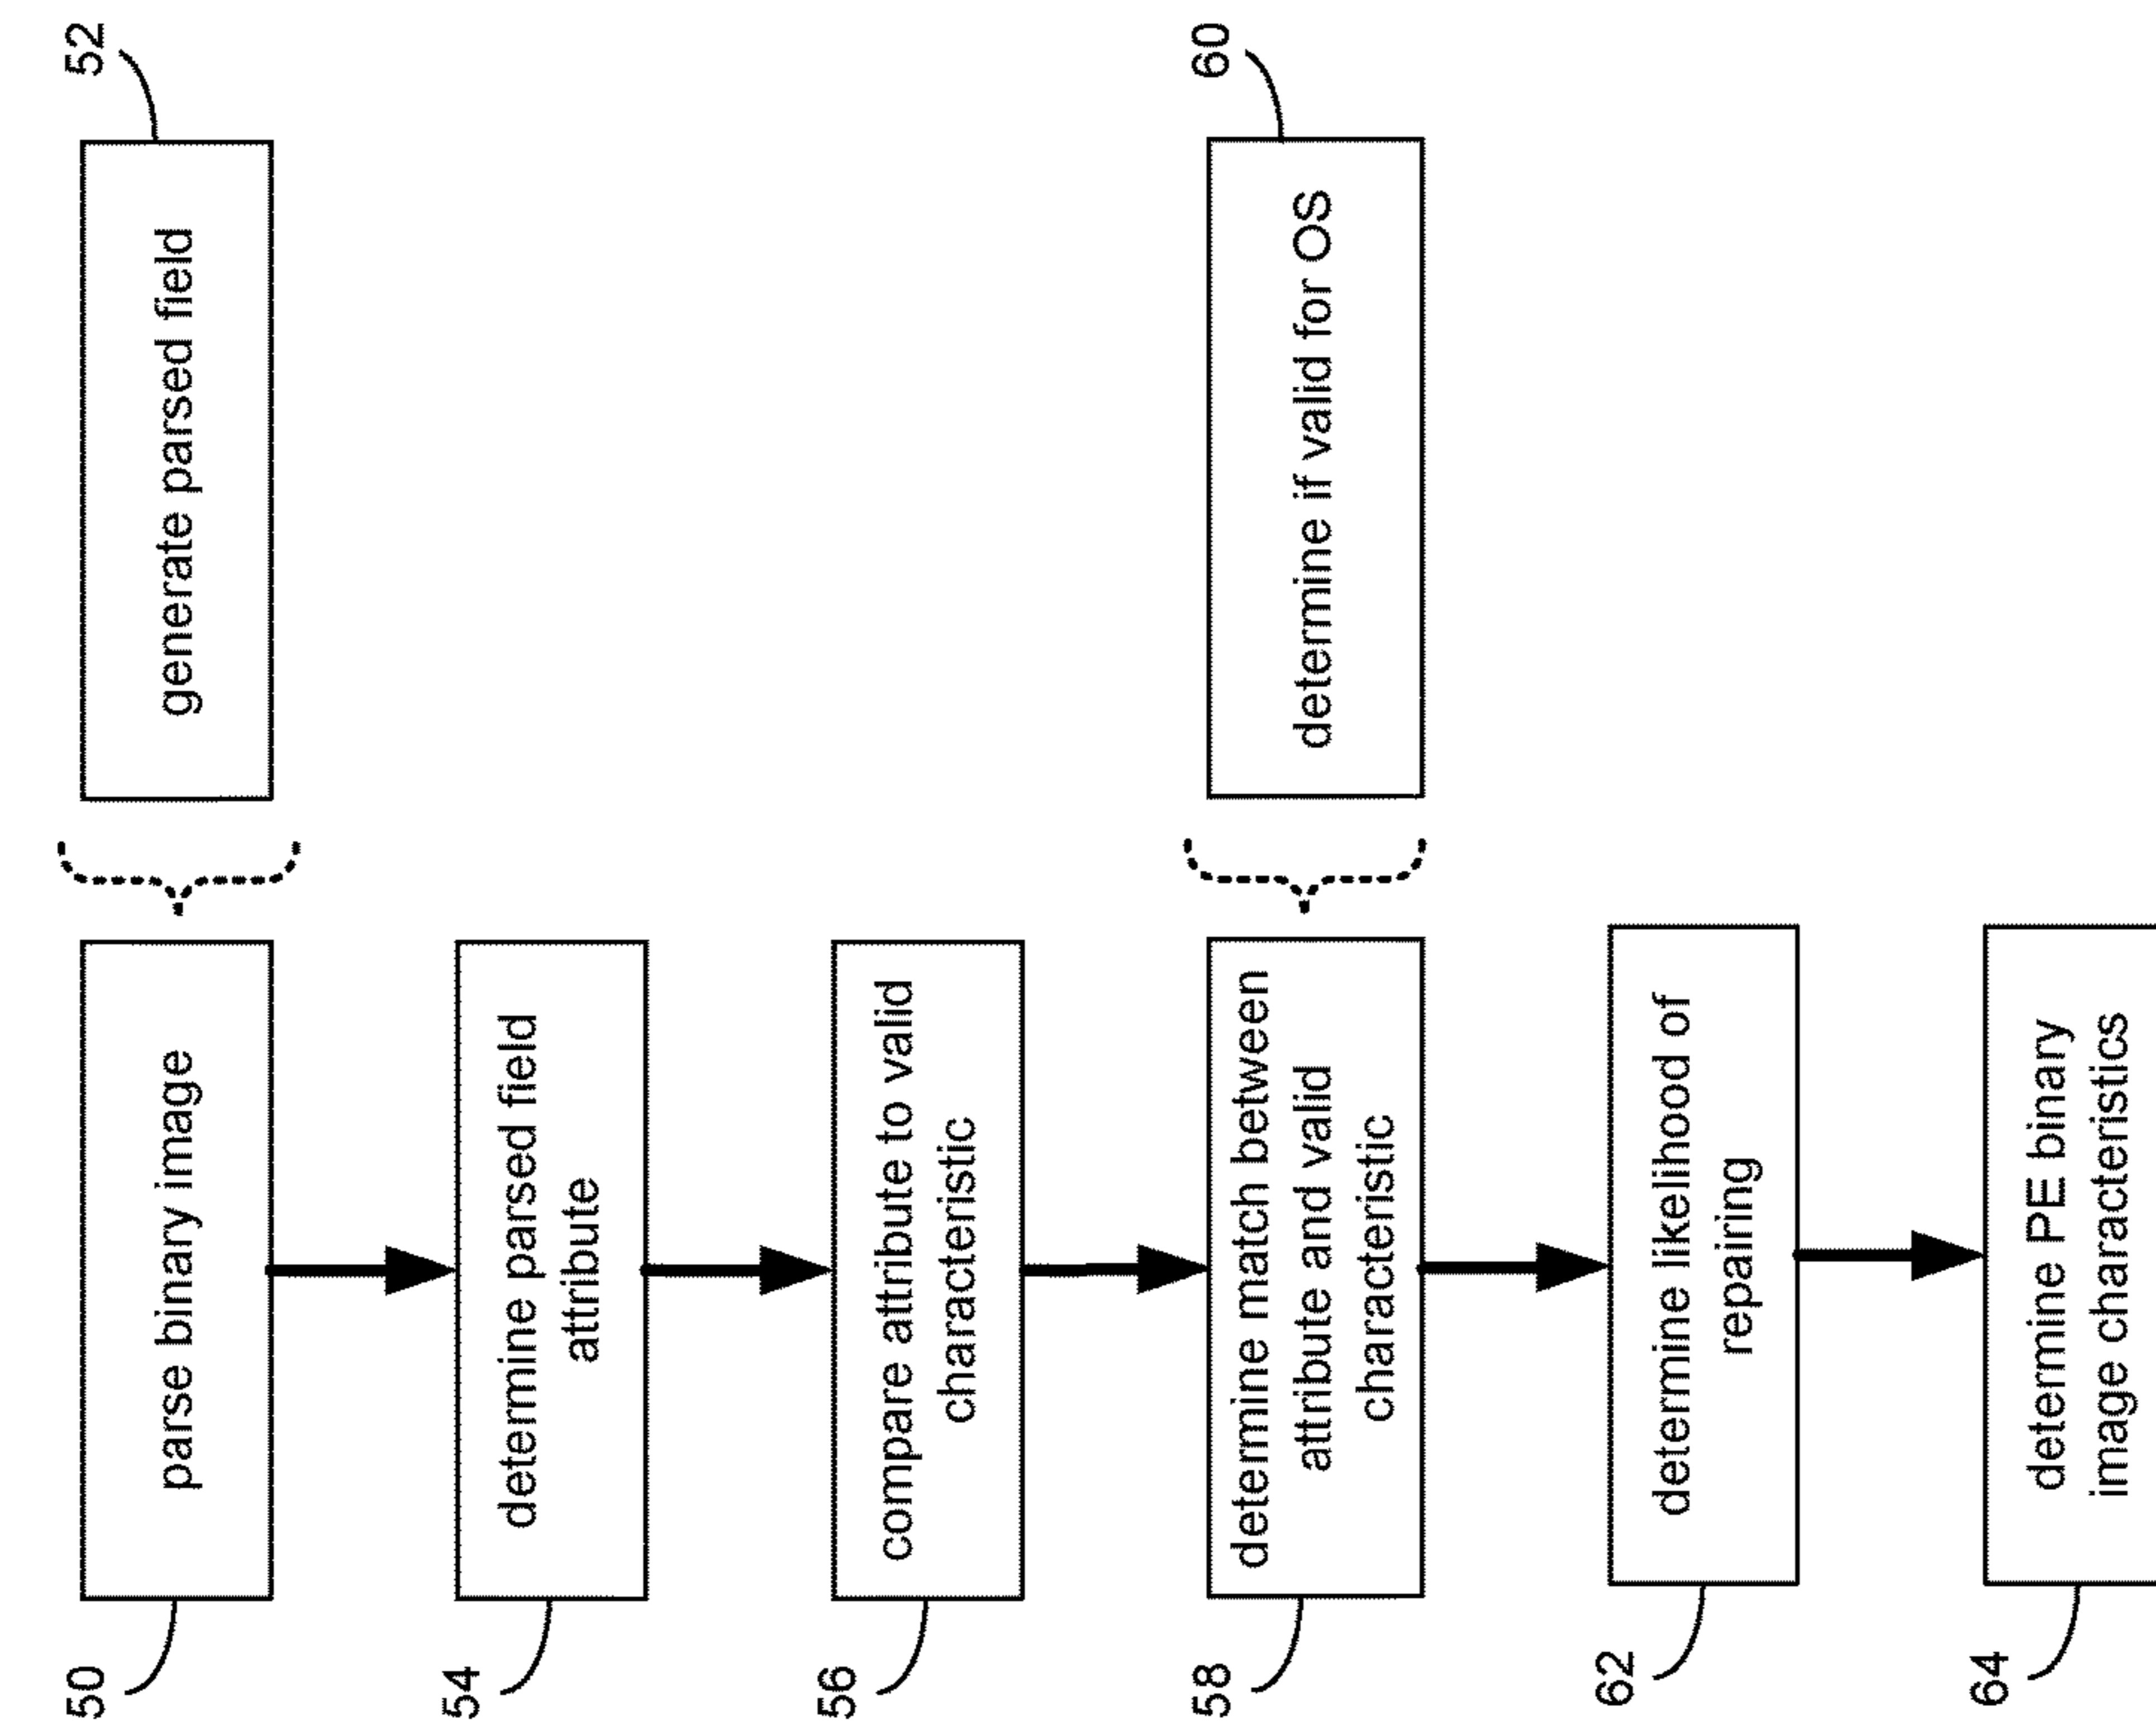 50
parse binary image
generate parsed field
52
54
determine parsed field
attribute
56
compare attribute to valid
characteristic
58
determine match between
attribute and valid
characteristic
determine if valid for OS
60
62
determine likelihood of
repairing
64
determine PE binary
image characteristics